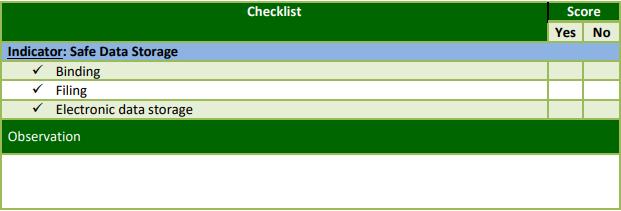 Checklist Score
Yes No
Indicator: Safe Data Storage
✓ Binding
✓ Filing
✓ Electronic data storage
Observation